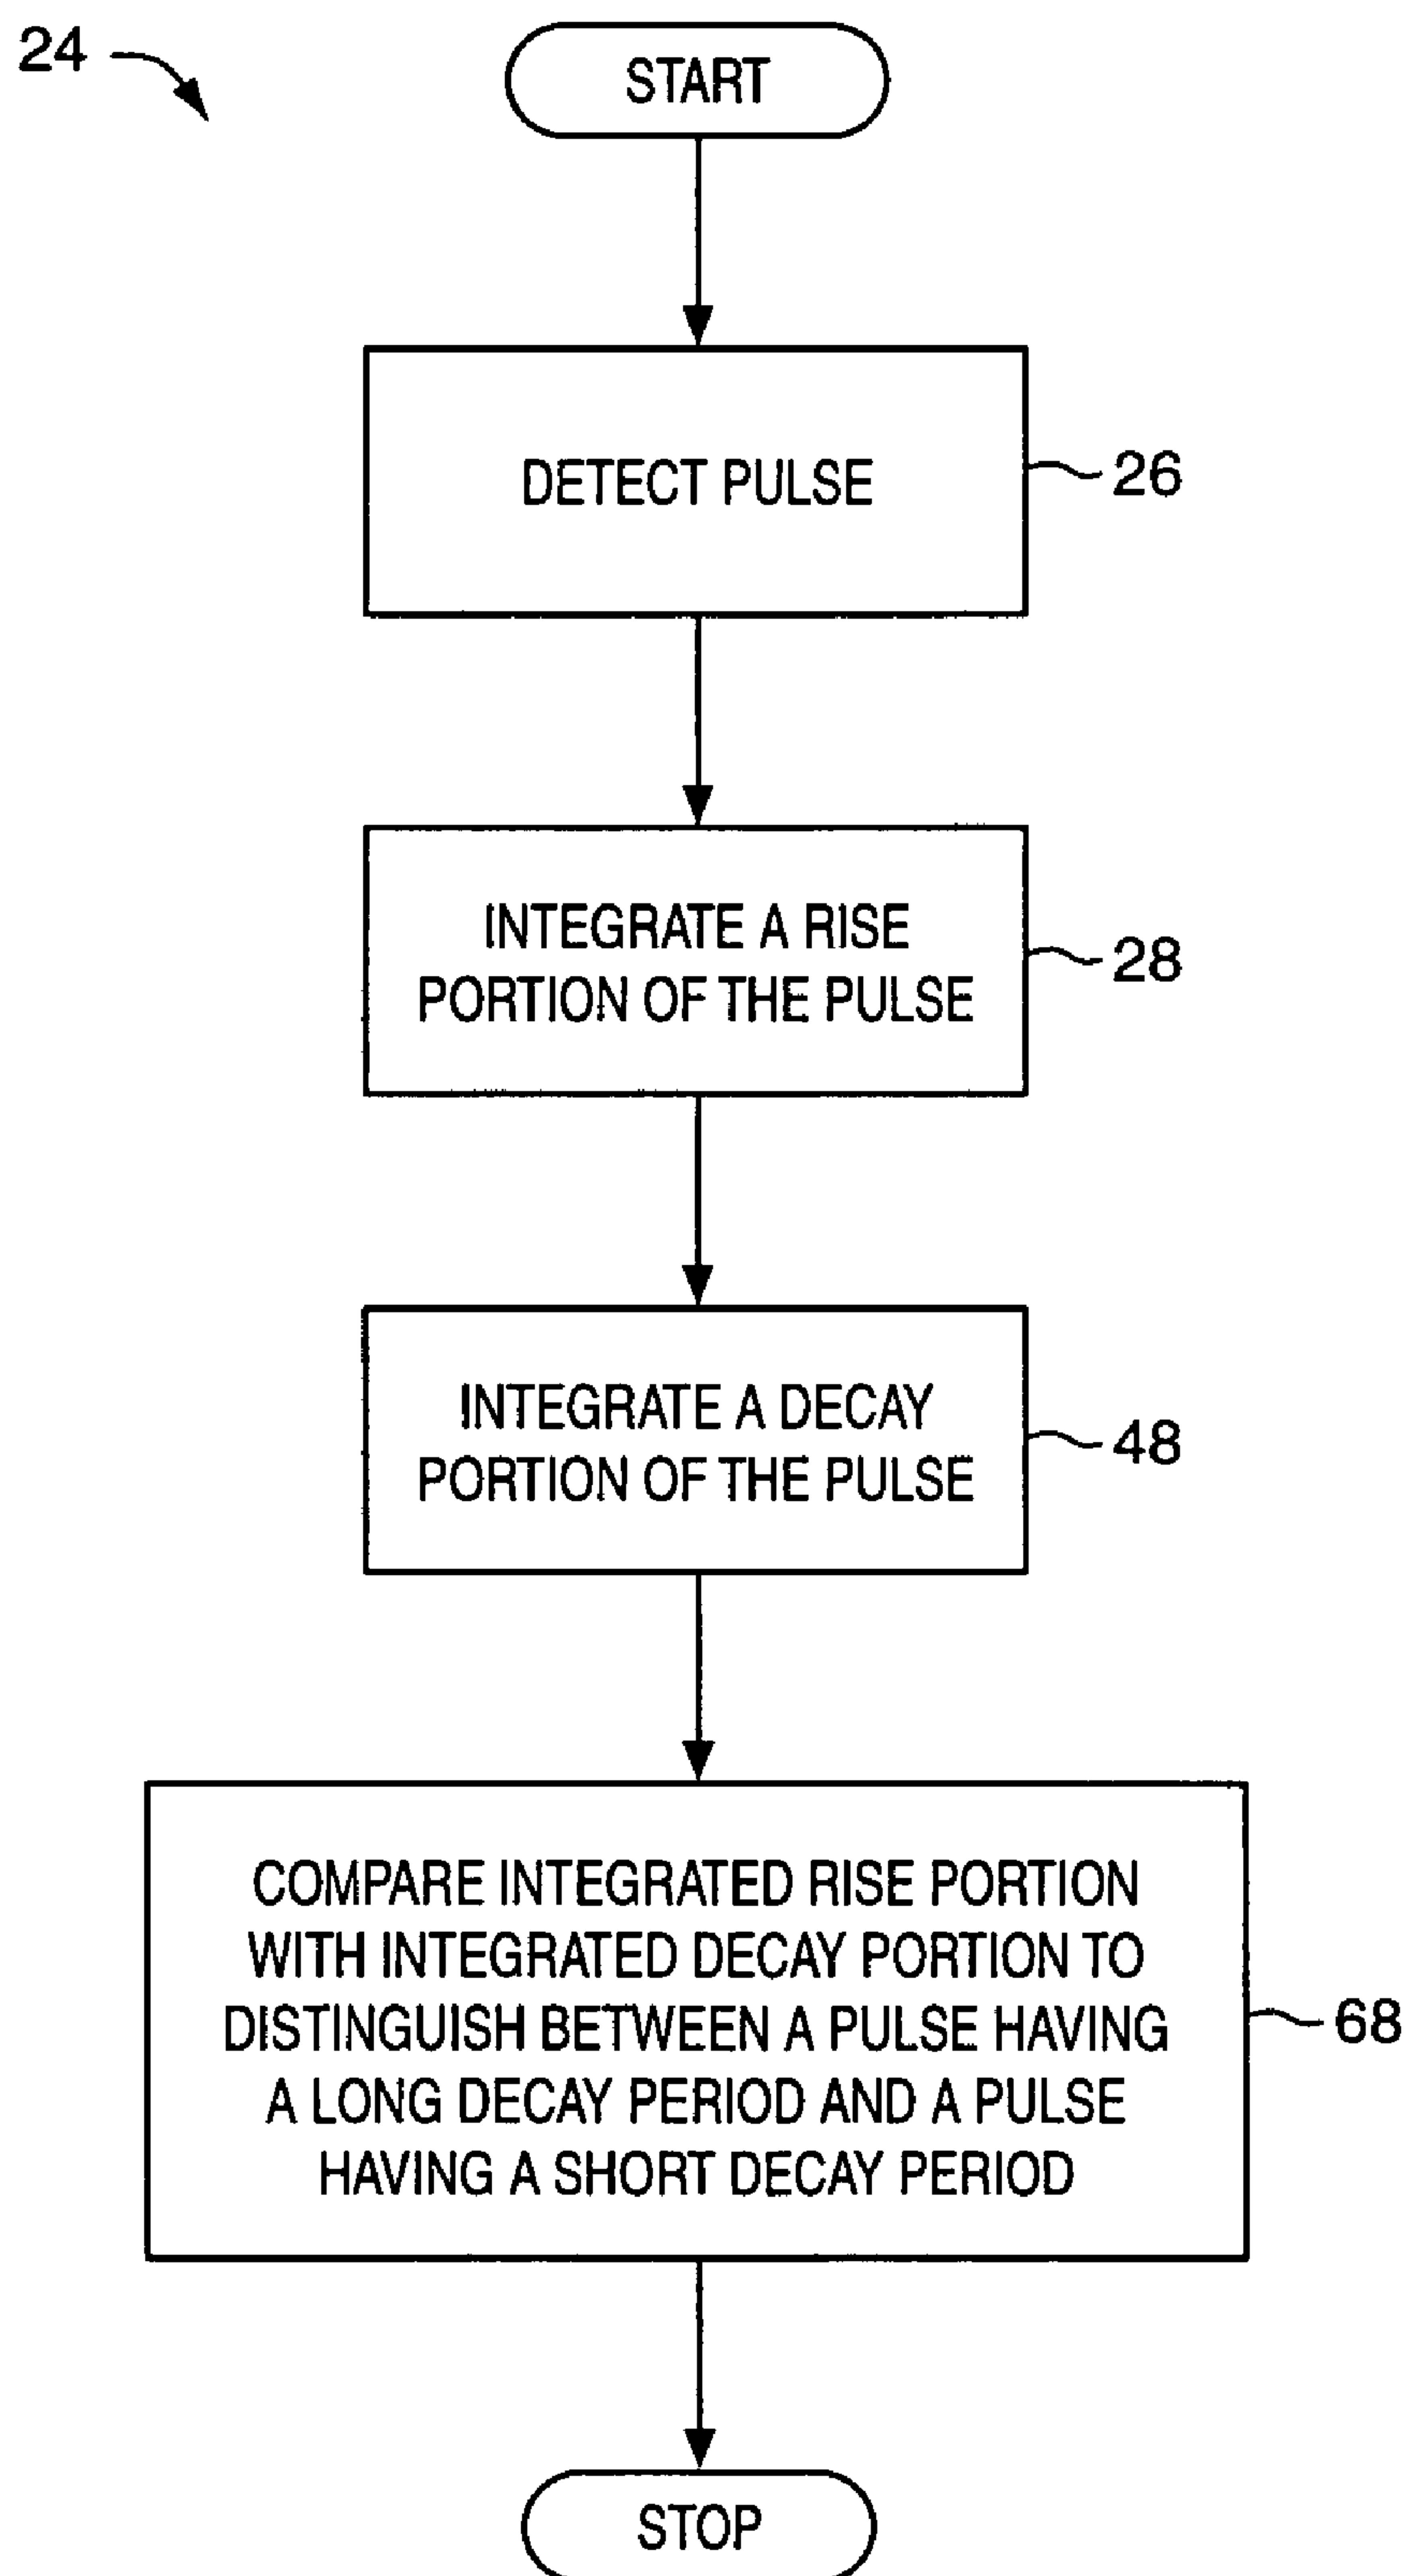 24
START
DETECT PULSE
26
INTEGRATE A RISE
PORTION OF THE PULSE
28
INTEGRATE A DECAY
PORTION OF THE PULSE
48
COMPARE INTEGRATED RISE PORTION
WITH INTEGRATED DECAY PORTION TO
DISTINGUISH BETWEEN A PULSE HAVING
A LONG DECAY PERIOD AND A PULSE
HAVING A SHORT DECAY PERIOD
68
STOP